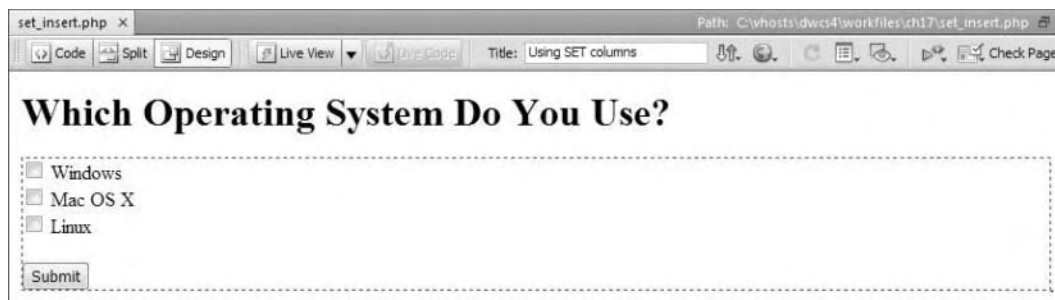 set_insert.php ×
Path: C:\vhosts\dwcs4\workfiles\ch17\set_insert.php
Code Split Design Live View Live Code Title: Using SET columns Check Page
Which Operating System Do You Use?
Windows
Mac OS X
Linux
Submit